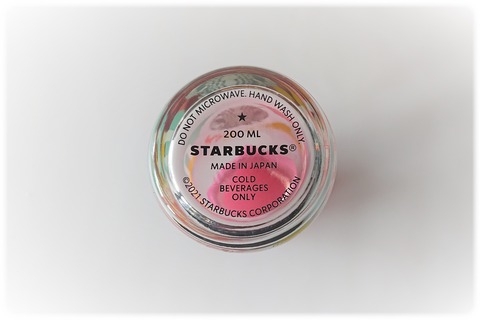 DO NOT MICROWAVE. HAND WASH ONLY
★
200 ML
STARBUCKS®
MADE IN JAPAN
COLD
BEVERAGES
ONLY
©2021 STARBUCKS CORPORATION